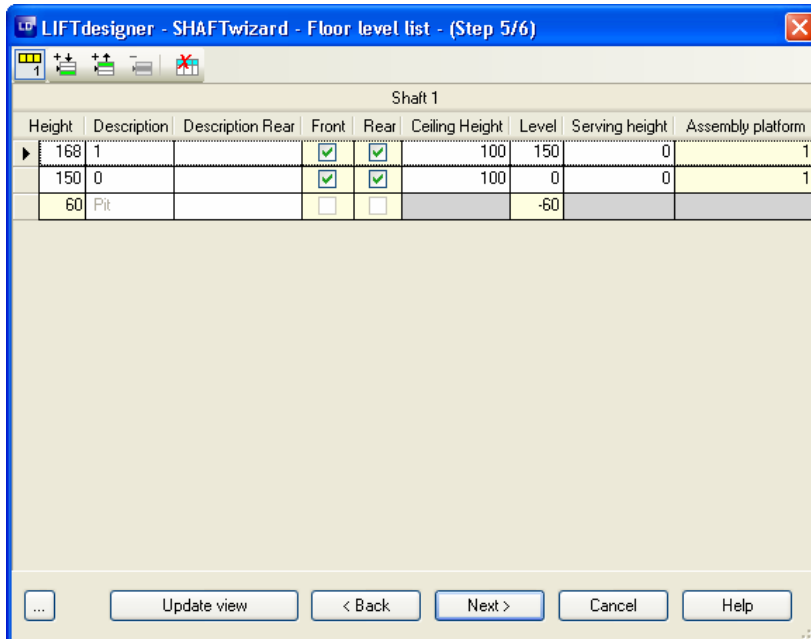 LIFTdesigner - SHAFTwizard - Floor level list - (Step 5/6)
1
Shaft 1
Height Description Description Rear Front Rear Ceiling Height Level Serving height Assembly platform
168 1 100 150 0 1
150 0 100 0 0 1
60 Pit -60
... Update view < Back Next > Cancel Help